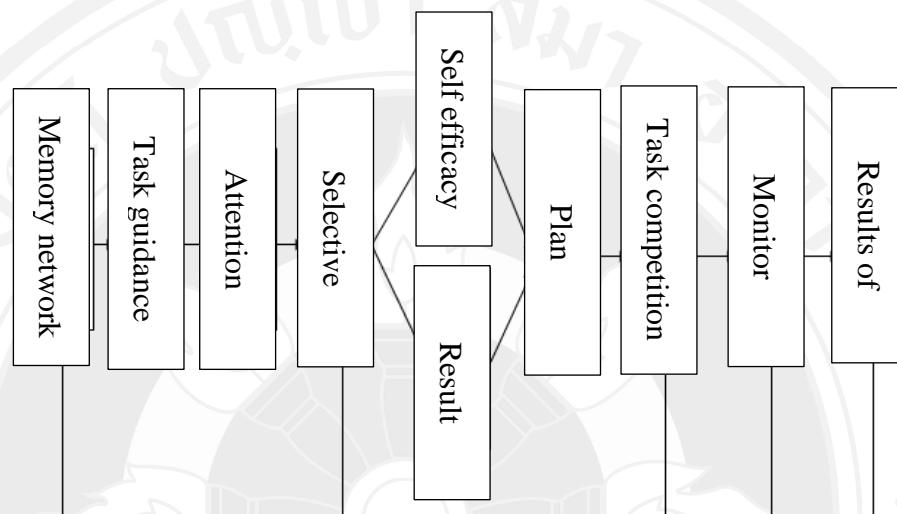 Results of
Monitor
Task competition
Plan
Self efficacy
Result
Selective
Attention
Task guidance
Memory network